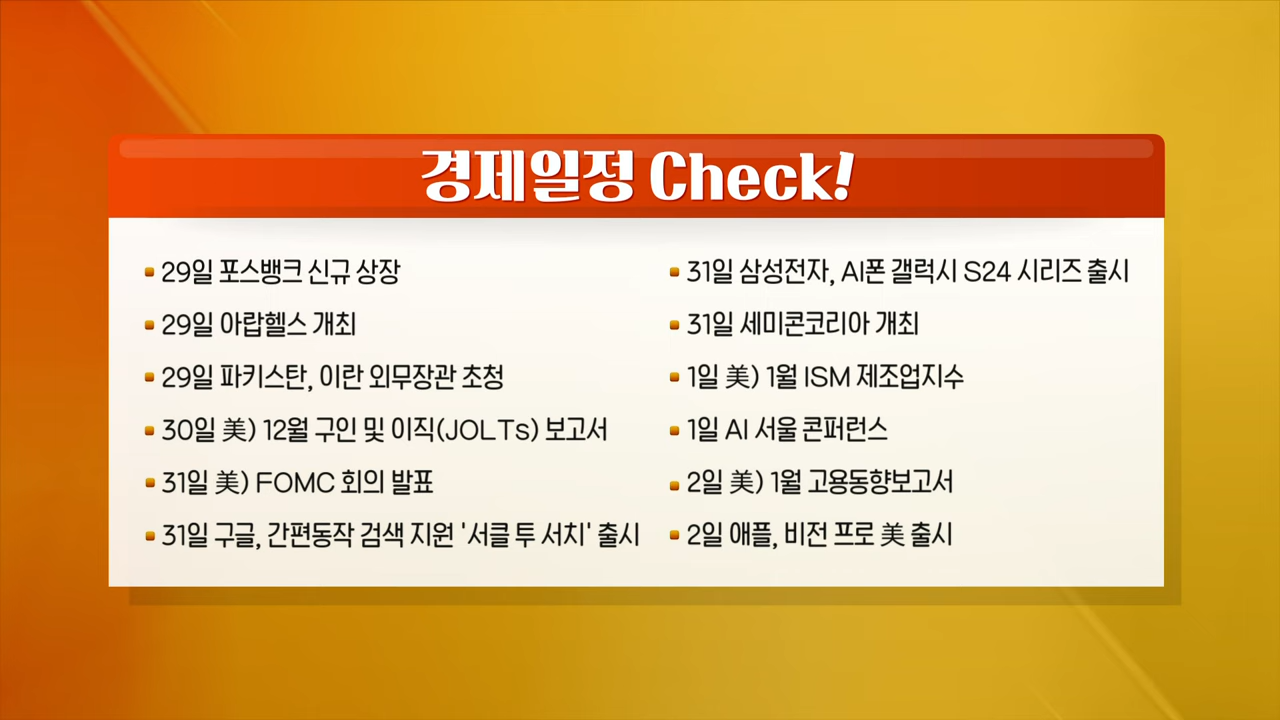 경제일정 Check!
29일 포스뱅크 신규 상장
29일 아랍헬스 개최
29일 파키스탄, 이란 외무장관 초청
30일 美) 12월 구인 및 이직(JOLTs) 보고서
31일 美) FOMC 회의 발표
31일 구글, 간편동작 검색 지원 '서클 투 서치' 출시
31일 삼성전자, AI폰 갤럭시 S24 시리즈 출시
31일 세미콘코리아 개최
1일 美) 1월 ISM 제조업지수
1일 AI 서울 콘퍼런스
2일 美) 1월 고용동향보고서
2일 애플, 비전 프로 美 출시